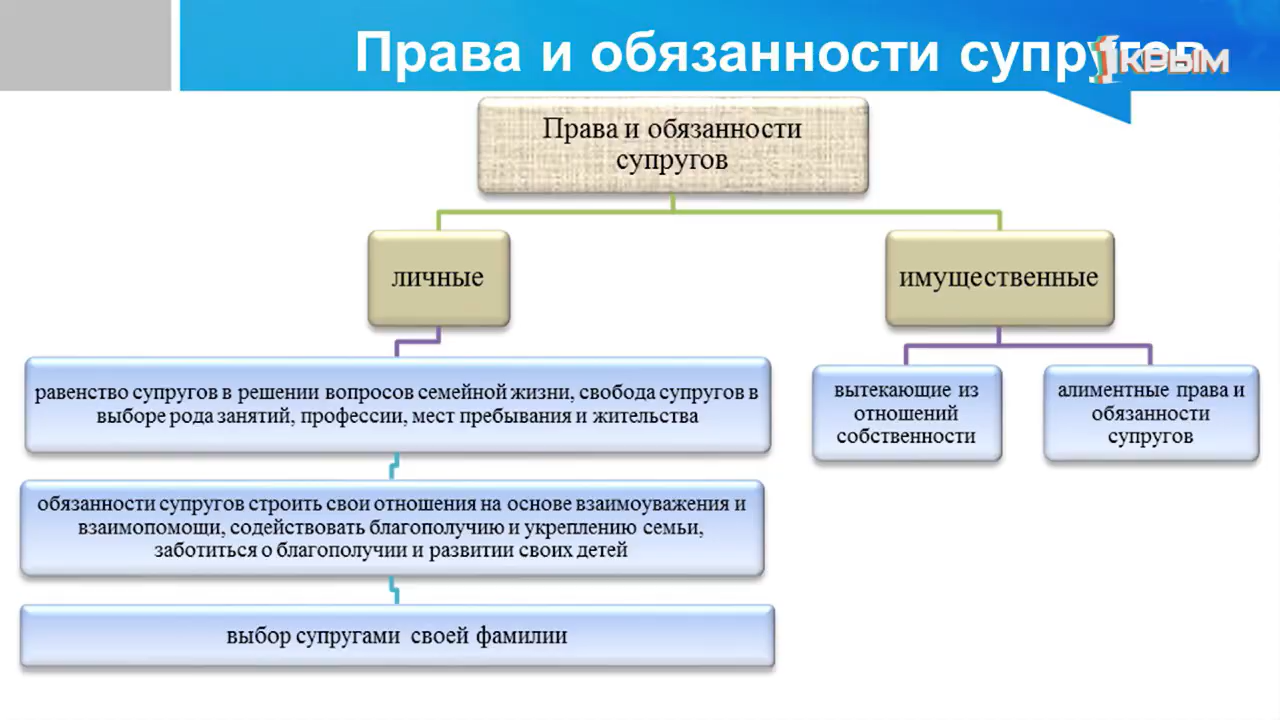 Права и обязанности супругов
1КРЫМ
Права и обязанности
супругов
личные
имущественные
равенство супругов в решении вопросов семейной жизни, свобода супругов в
выборе рода занятий, профессии, мест пребывания и жительства
вытекающие из
отношений
собственности
алиментные права и
обязанности
супругов
обязанности супругов строить свои отношения на основе взаимоуважения и
взаимопомощи, содействовать благополучию и укреплению семьи,
заботиться о благополучии и развитии своих детей
выбор супругами своей фамилии